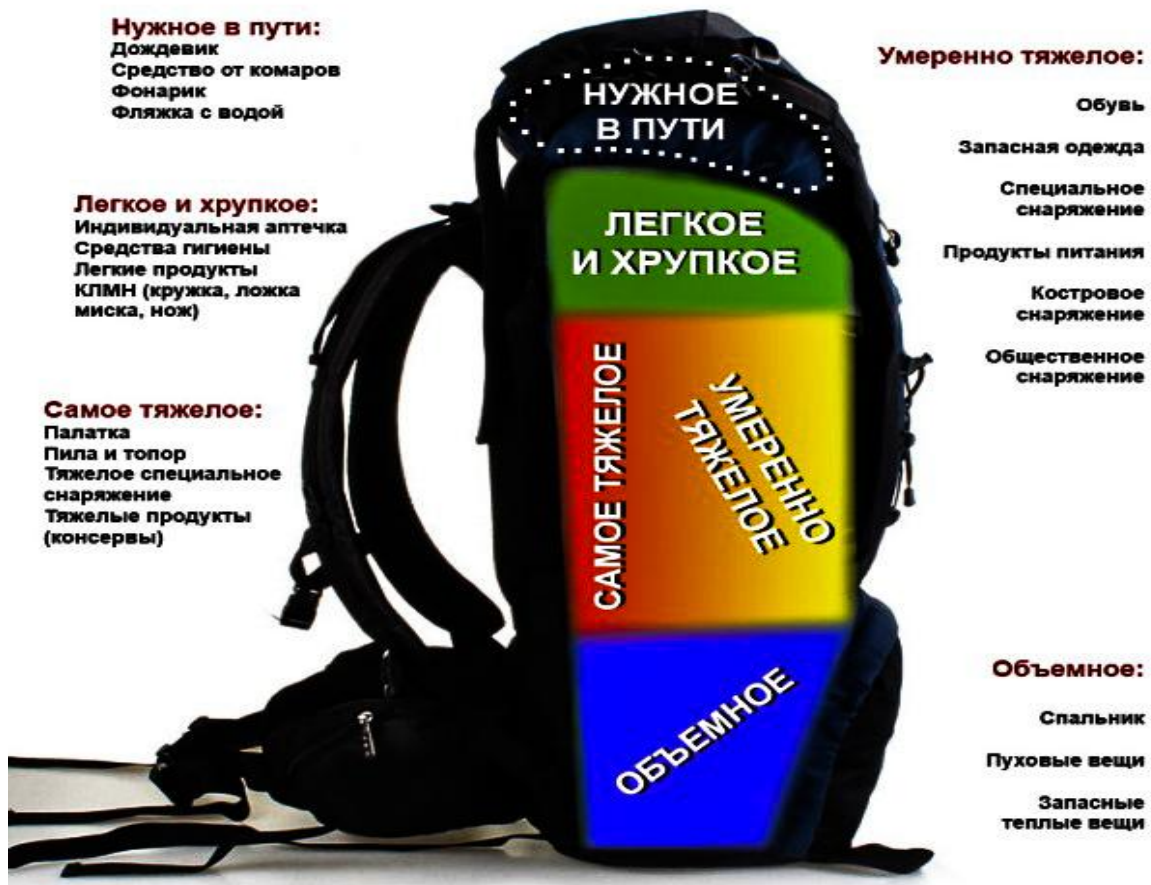 Нужное в пути:
Дождевик
Средство от комаров
Фонарик
Фляжка с водой
Легкое и хрупкое:
Индивидуальная аптечка
Средства гигиены
Легкие продукты
КЛМН (кружка, ложка
миска, нож)
Самое тяжелое:
Палатка
Пила и топор
Тяжелое специальное
снаряжение
Тяжелые продукты
(консервы)
НУЖНОЕ
В ПУТИ
ЛЕГКОЕ
И ХРУПКОЕ
САМОЕ ТЯЖЕЛОЕ
УМЕРЕННО
ТЯЖЕЛОЕ
ОБЪЕМНОЕ
Умеренно тяжелое:
Обувь
Запасная одежда
Специальное
снаряжение
Продукты питания
Костровое
снаряжение
Общественное
снаряжение
Объемное:
Спальник
Пуховые вещи
Запасные
теплые вещи